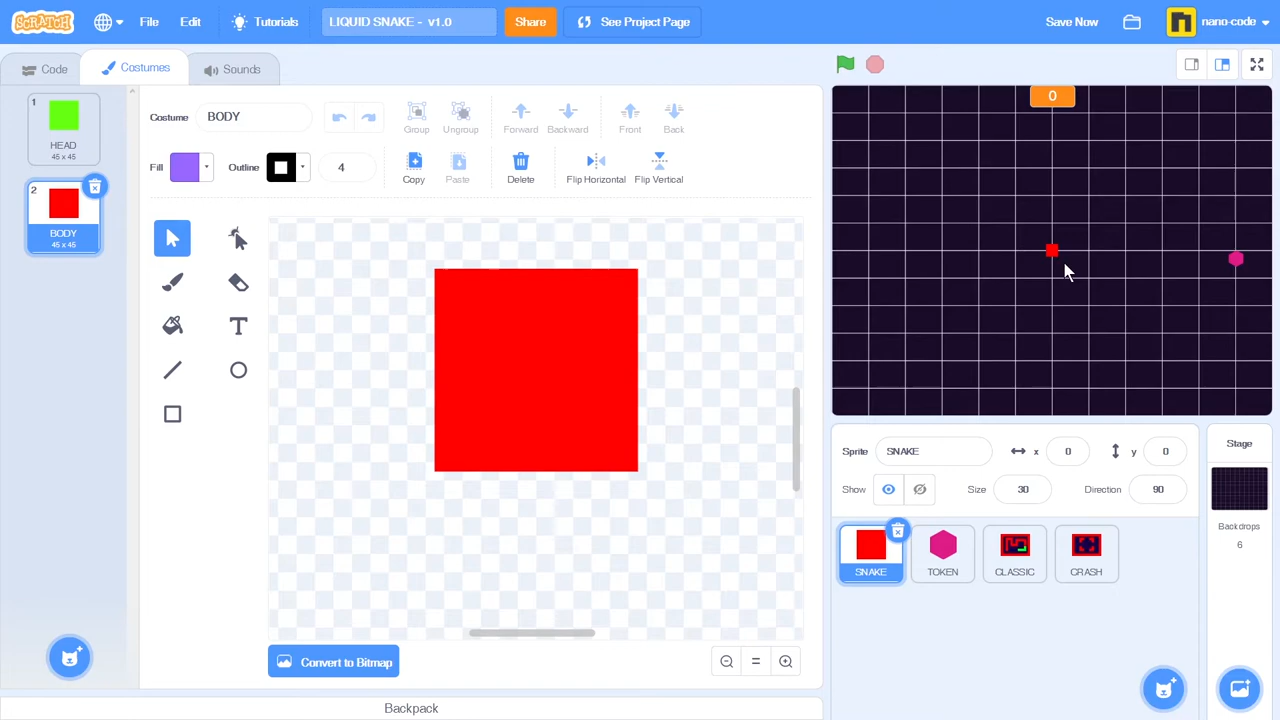 SCRATCH File Edit Tutorials LIQUID SNAKE - v1.0 Share See Project Page Save Now nano-code
Code Costumes Sounds
0
1
HEAD
45 x 45
2
BODY
45 x 45
Costume BODY Group Ungroup Forward Backward Front Back
Fill Outline 4 Copy Paste Delete Flip Horizontal Flip Vertical
T
Convert to Bitmap
Backpack
Sprite SNAKE x 0 y 0
Show Size 30 Direction 90
SNAKE TOKEN CLASSIC CRASH
Stage
Backdrops
6